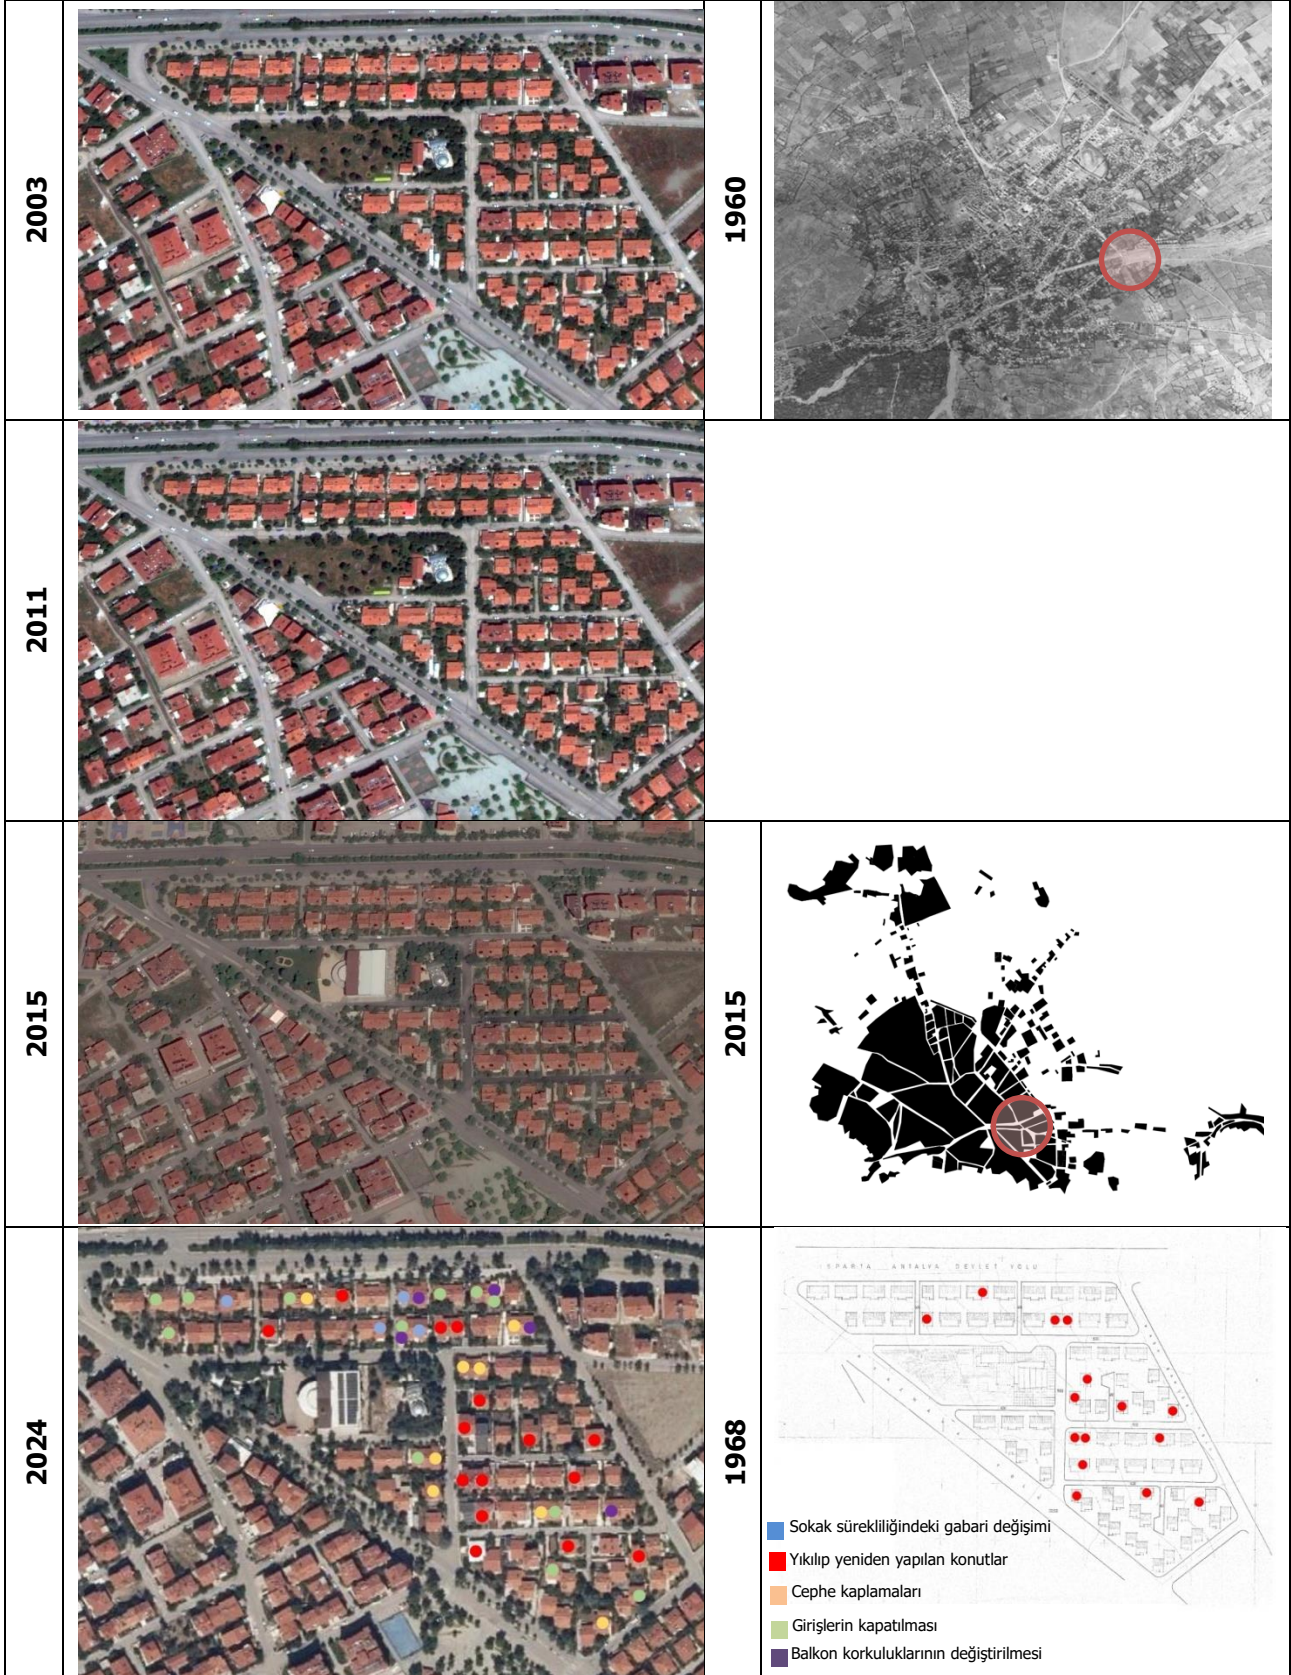 2003
1960
2011
2015
2015
2024
1968
ISPARTA ANTALYA DEVLET YOLU
Sokak sürekliliğindeki gabari değişimi
Yıkılıp yeniden yapılan konutlar
Cephe kaplamaları
Girişlerin kapatılması
Balkon korkuluklarının değiştirilmesi